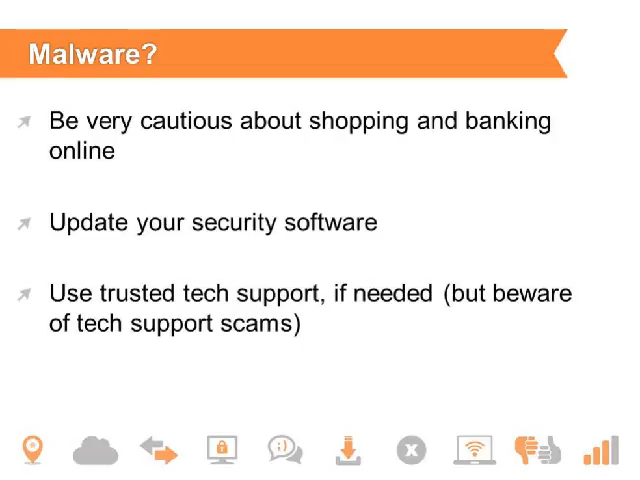 Malware?
Be very cautious about shopping and banking
online
Update your security software
Use trusted tech support, if needed (but beware
of tech support scams)
:)
x